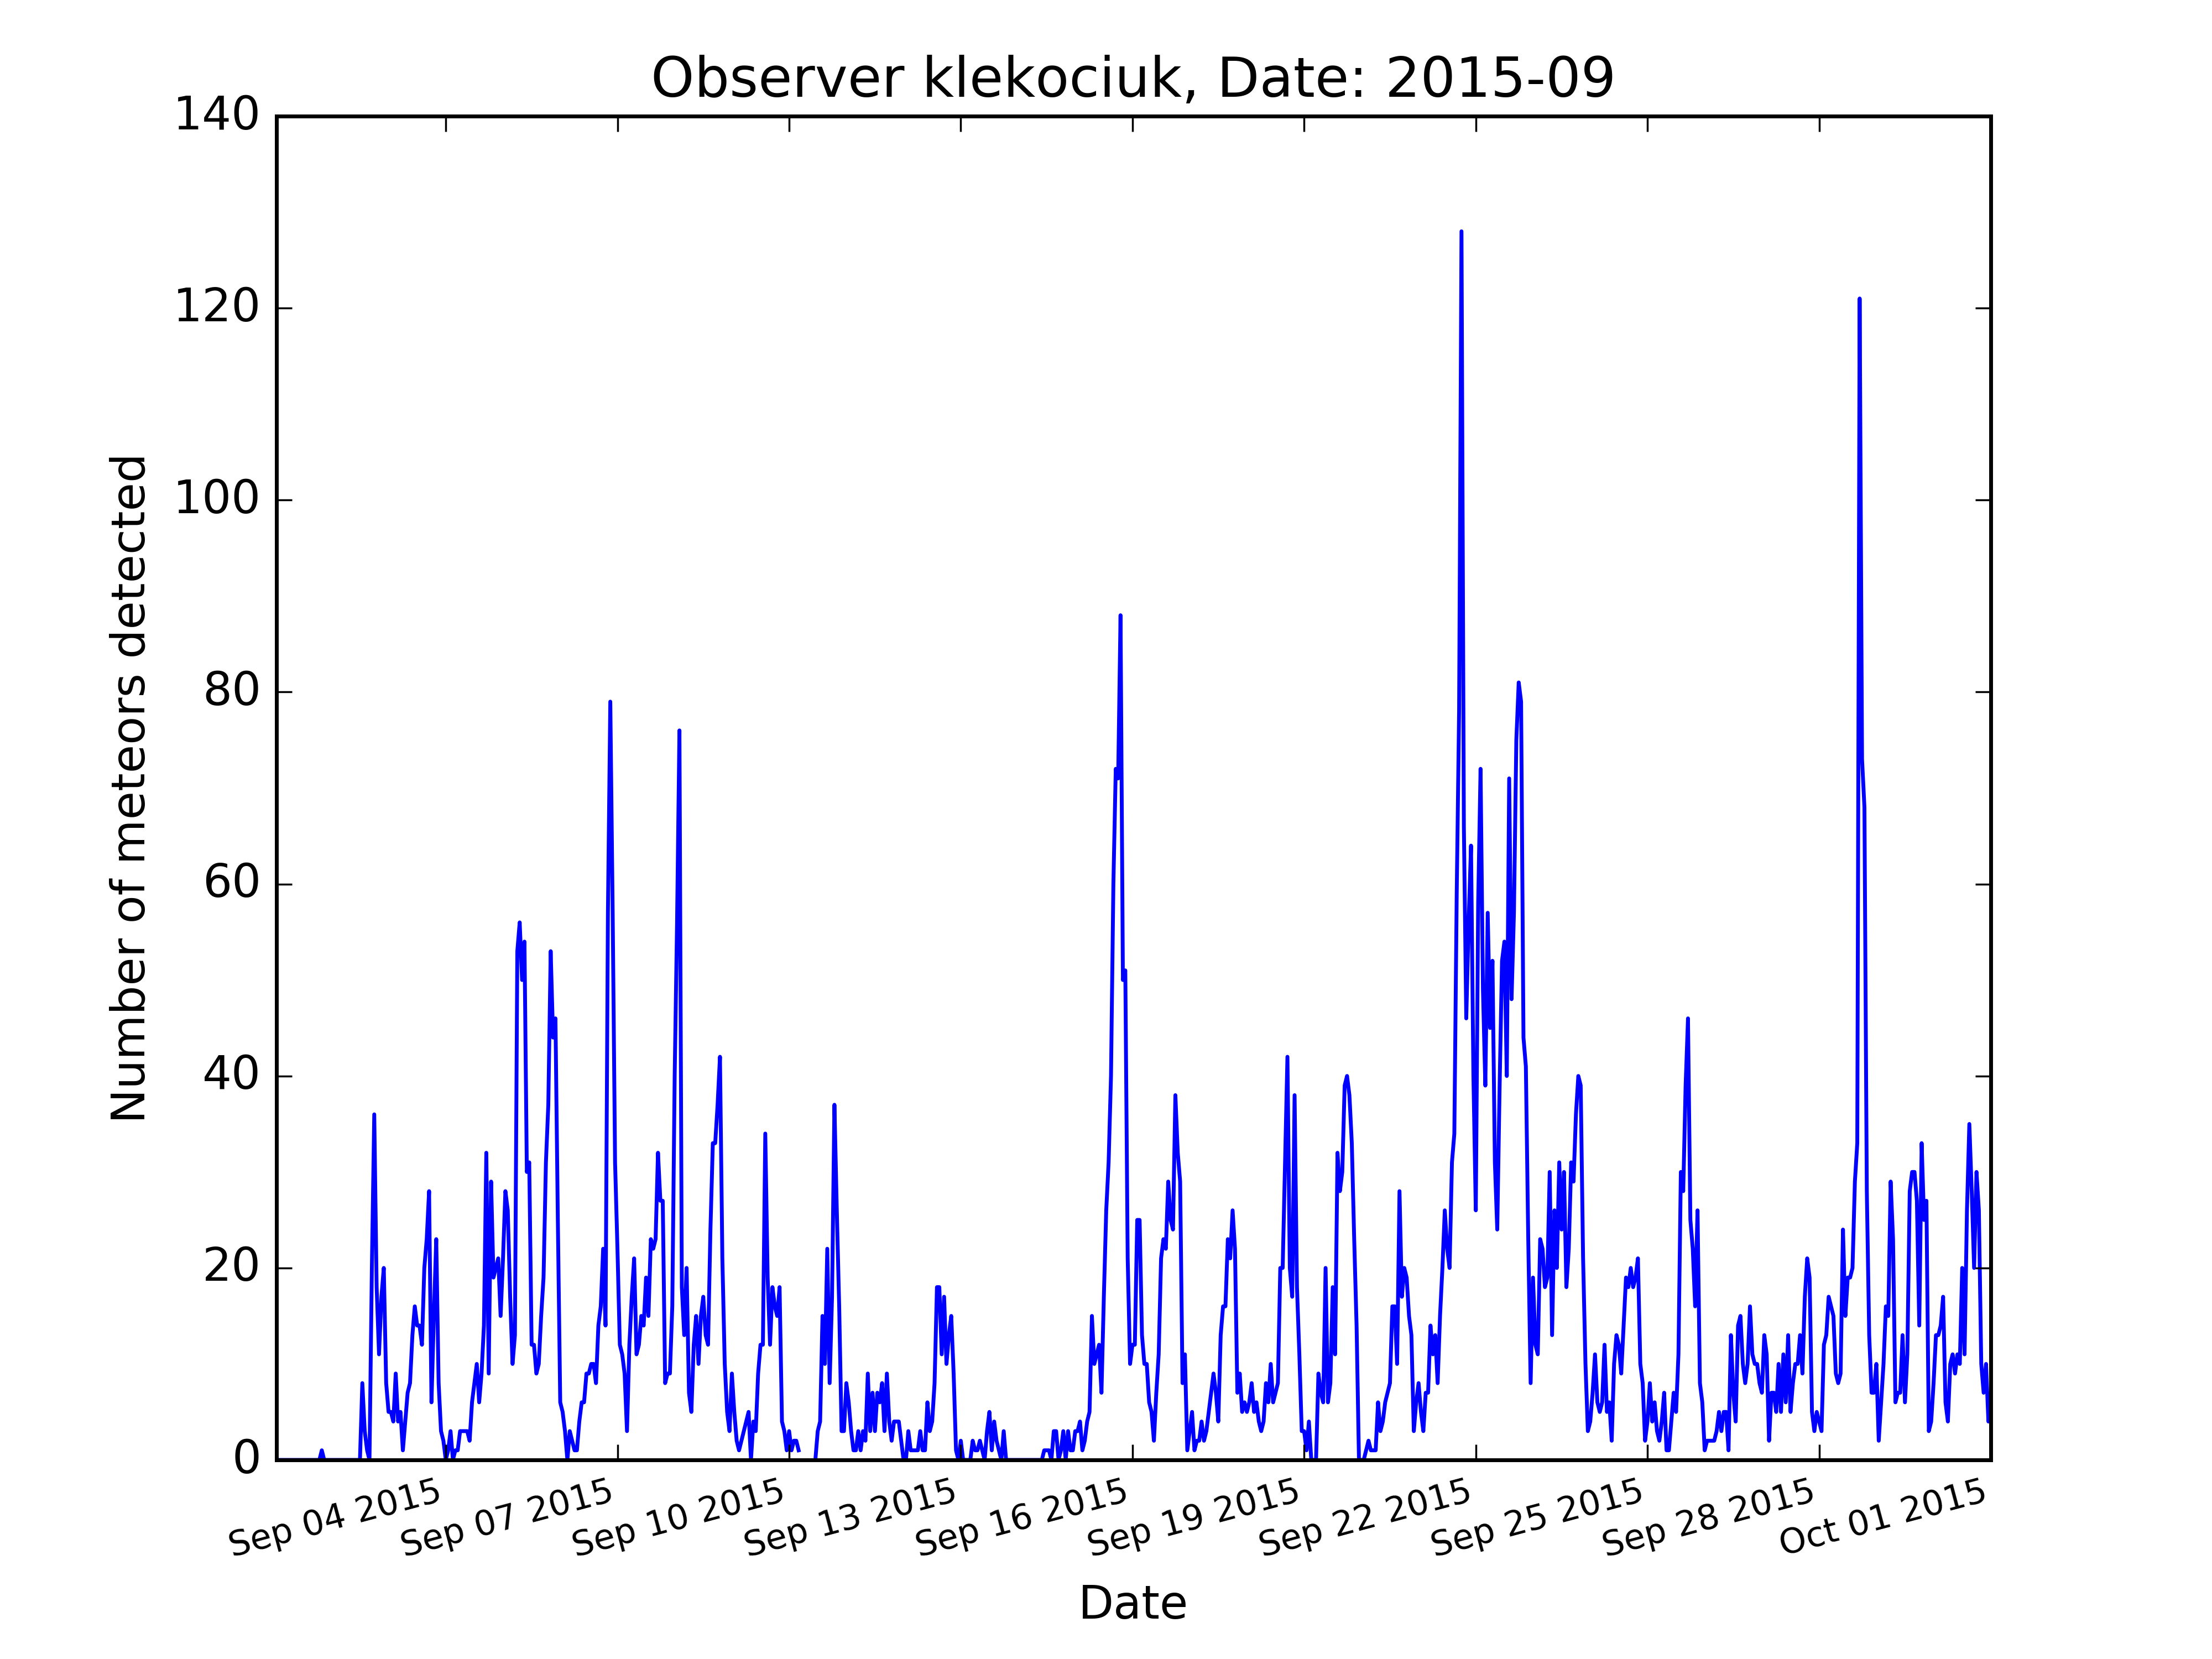 Observer klekociuk, Date: 2015-09
140
120
100
80
60
40
20
0
Number of meteors detected
Sep 04 2015
Sep 07 2015
Sep 10 2015
Sep 13 2015
Sep 16 2015
Sep 19 2015
Sep 22 2015
Sep 25 2015
Sep 28 2015
Oct 01 2015
Date